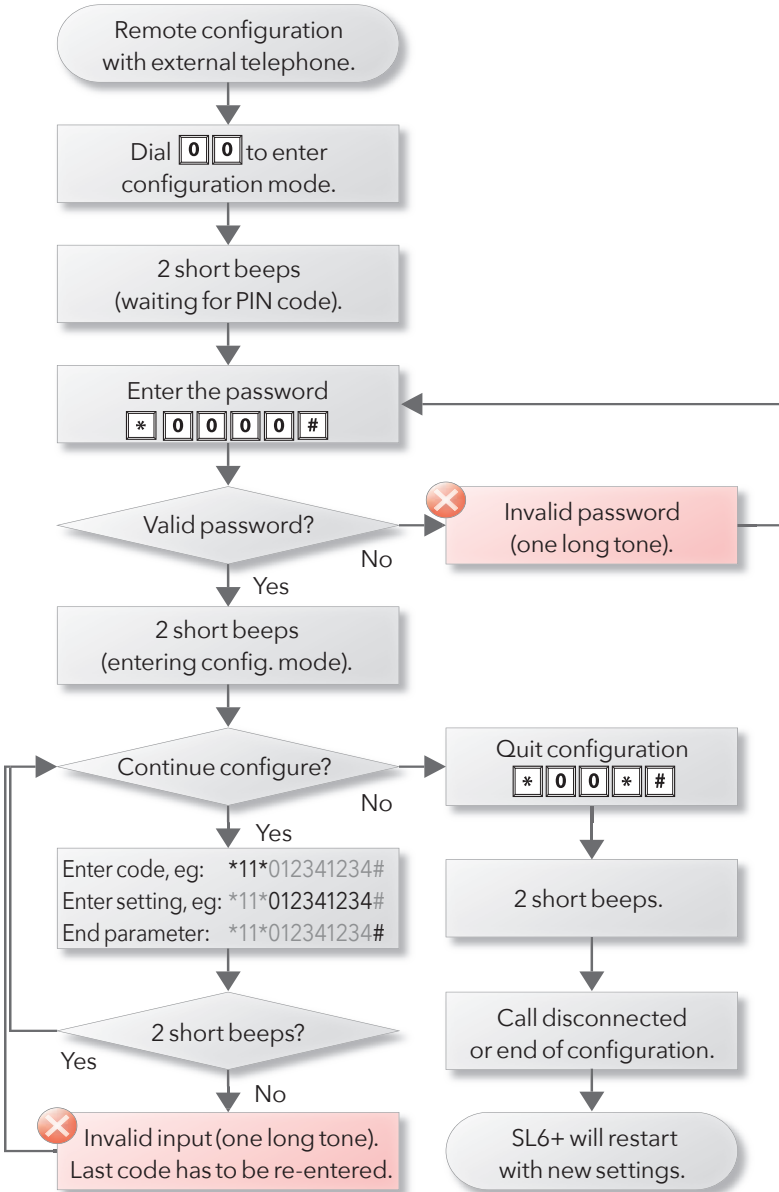 Remote configuration
with external telephone.
Dial 0 0 to enter
configuration mode.
2 short beeps
(waiting for PIN code).
Enter the password
* 0 0 0 0 #
Valid password?
No
Invalid password
(one long tone).
Yes
2 short beeps
(entering config. mode).
Continue configure?
No
Quit configuration
* 0 0 * #
Yes
Enter code, eg: *11*012341234#
Enter setting, eg: *11*012341234#
End parameter: *11*012341234#
2 short beeps.
2 short beeps?
Yes
No
Call disconnected
or end of configuration.
Invalid input (one long tone).
Last code has to be re-entered.
SL6+ will restart
with new settings.